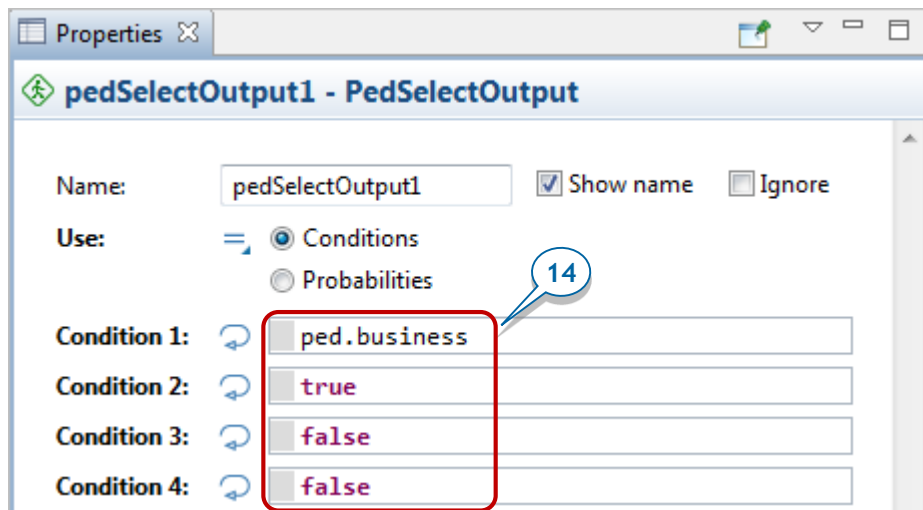 Properties
pedSelectOutput1 - PedSelectOutput
Name: pedSelectOutput1 Show name Ignore
Use: Conditions
Probabilities
14
Condition 1: ped.business
Condition 2: true
Condition 3: false
Condition 4: false